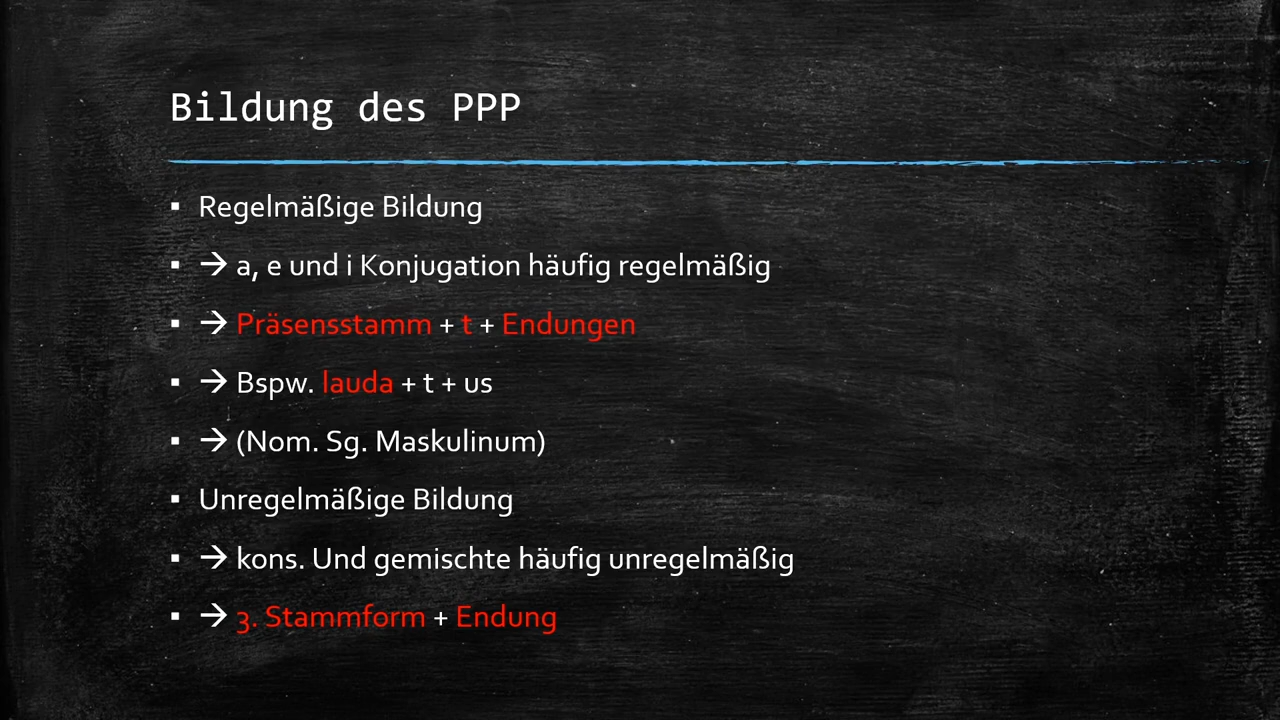 Bildung des PPP
▪ Regelmäßige Bildung
▪ → a, e und i Konjugation häufig regelmäßig
▪ → Präsensstamm + t + Endungen
▪ → Bspw. lauda + t + us
▪ → (Nom. Sg. Maskulinum)
▪ Unregelmäßige Bildung
▪ → kons. Und gemischte häufig unregelmäßig
▪ → 3. Stammform + Endung